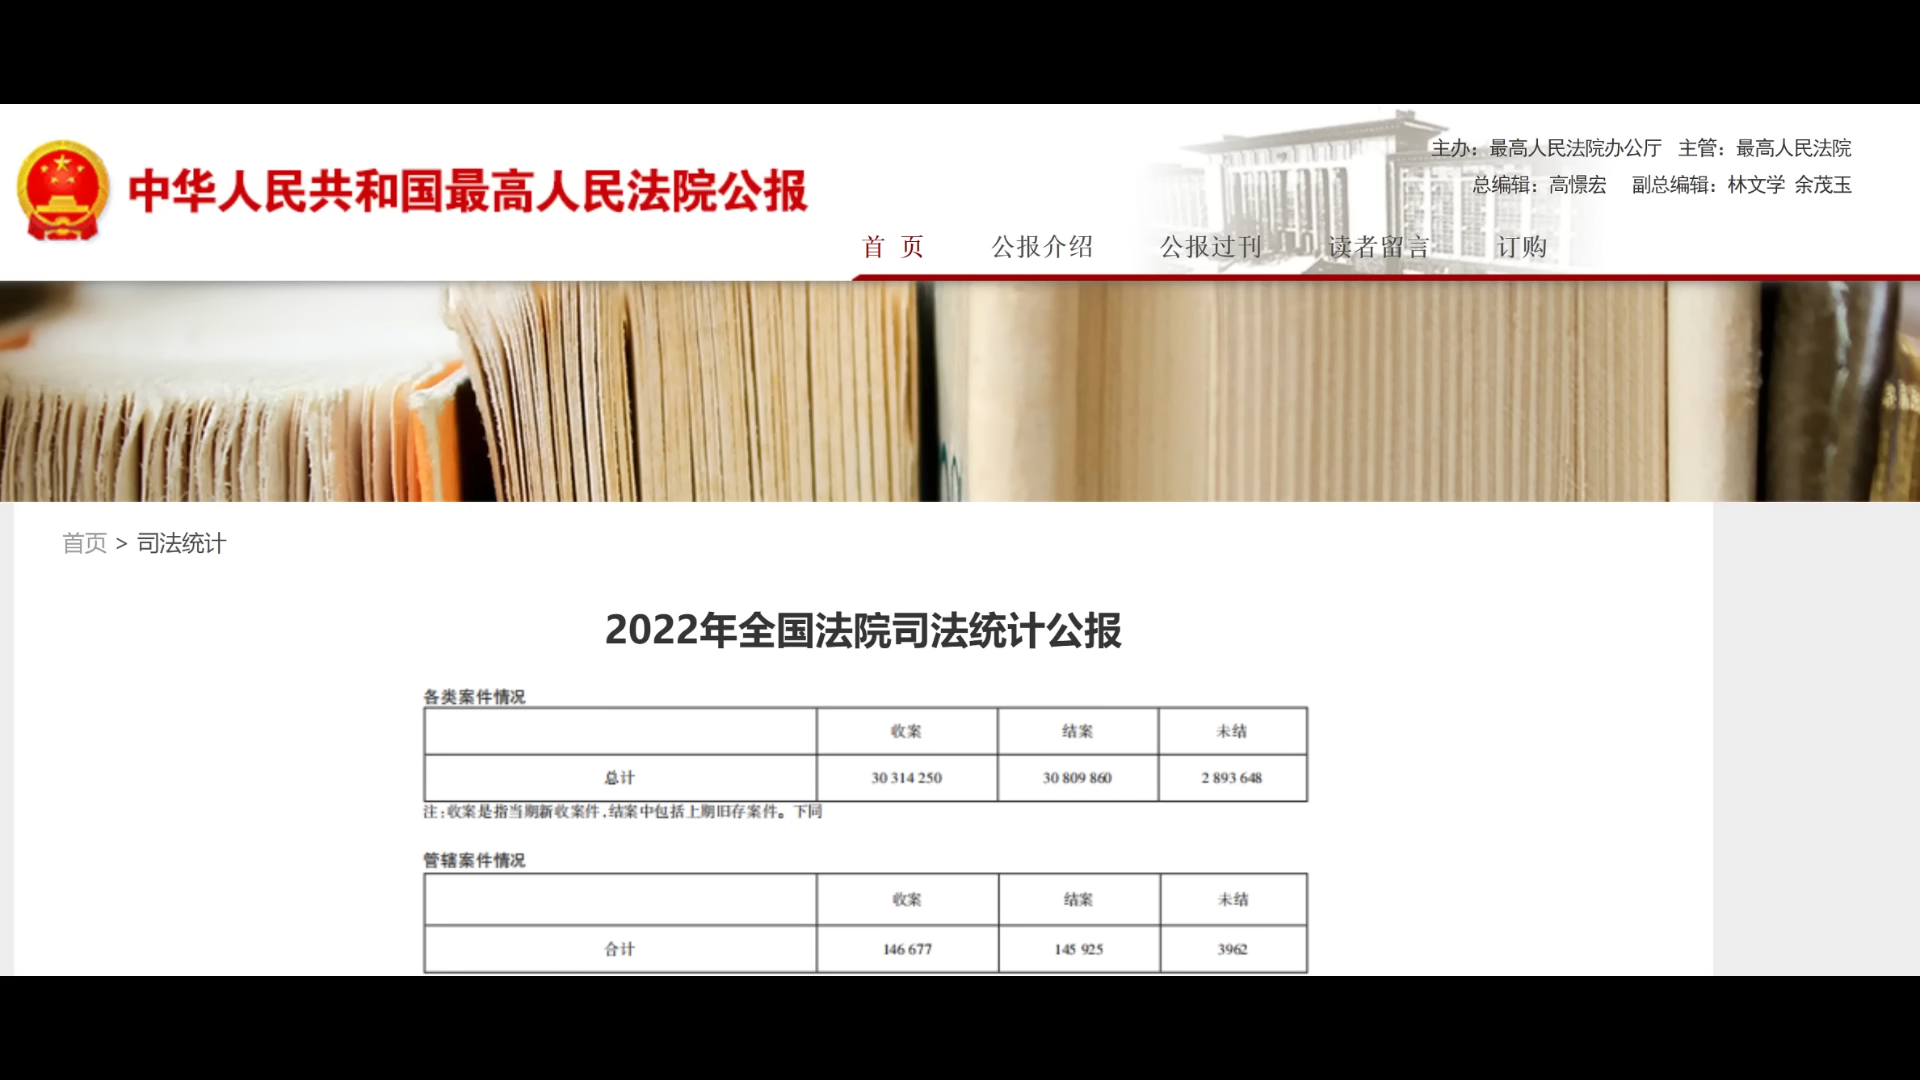 中华人民共和国最高人民法院公报
主办：最高人民法院办公厅 主管：最高人民法院
总编辑：高憬宏 副总编辑：林文学 余茂玉
首 页 公报介绍 公报过刊 读者留言 订购
首页 > 司法统计
2022年全国法院司法统计公报
各类案件情况
收案 结案 未结
总计 30 314 250 30 809 860 2 893 648
注:收案是指当期新收案件,结案中包括上期旧存案件。下同
管辖案件情况
收案 结案 未结
合计 146 677 145 925 3962